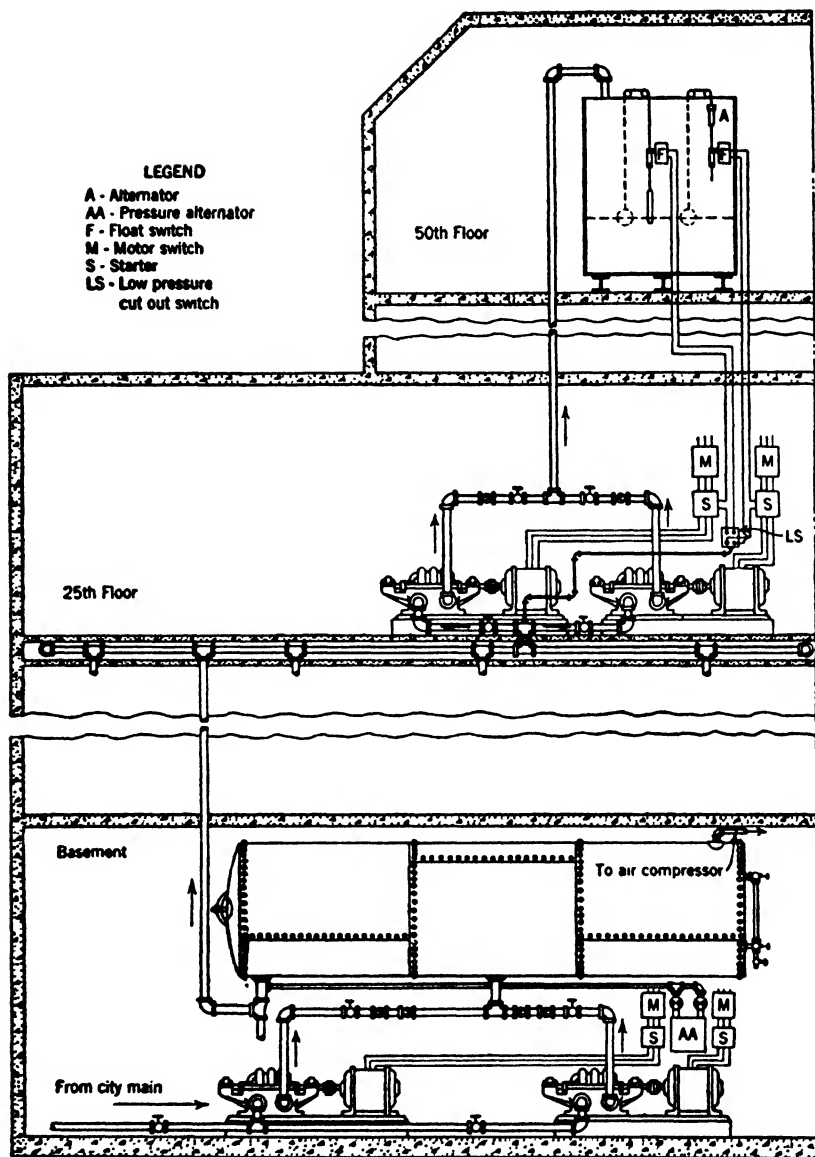 LEGEND
A - Alternator
AA - Pressure alternator
F - Float switch
M - Motor switch
S - Starter
LS - Low pressure
cut out switch
50th Floor
A
F
F
M
M
S
S
LS
25th Floor
Basement
To air compressor
M
M
S
AA
S
From city main